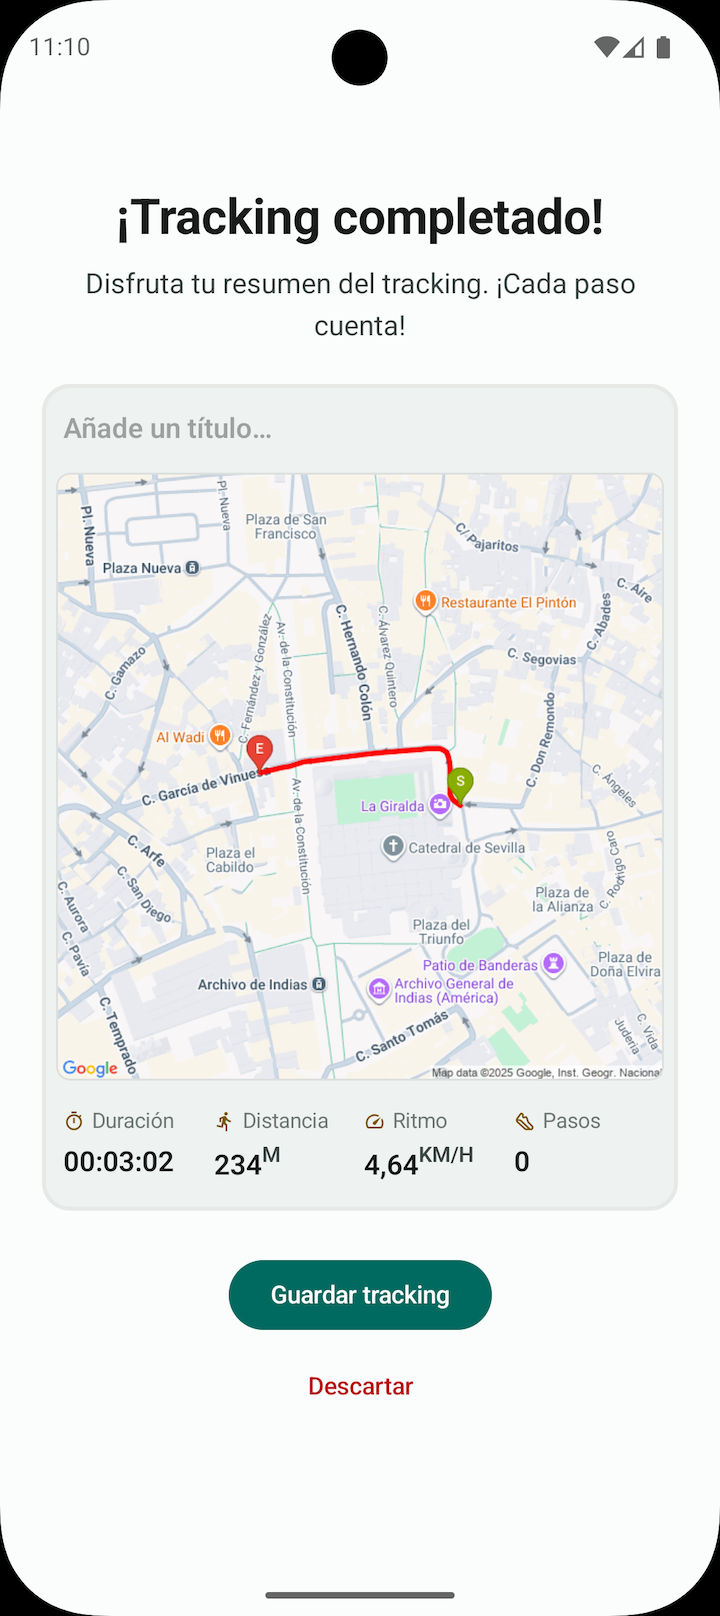 11:10
¡Tracking completado!
Disfruta tu resumen del tracking. ¡Cada paso
cuenta!
Añade un título...
Pl. Nueva
Pl. Nueva
Plaza de San
Francisco
C/ Pajaritos
Plaza Nueva
C. Aire
Restaurante El Pintón
C. Abades
C. Hernando Colón
C. Álvarez Quintero
C. Fernández y González
Av. de la Constitución
C. Segovias
C. Gamazo
Al Wadi
E
C. Don Remondo
S
C. García de Vinuesa
C. Ángeles
La Giralda
Av. de la Constitución
C. Arfe
Catedral de Sevilla
Plaza el
Cabildo
C. Rodrigo Caro
C. San Diego
Plaza de
la Alianza
C. Aurora
Plaza del
Triunfo
C. Pavía
Patio de Banderas
Plaza de
Doña Elvira
Archivo de Indias
Archivo General de
Indias (América)
C. Temprado
C. Santo Tomás
C. Vida
Judería
Google
Map data ©2025 Google, Inst. Geogr. Nacional
Duración Distancia Ritmo Pasos
00:03:02 234M 4,64KM/H 0
Guardar tracking
Descartar